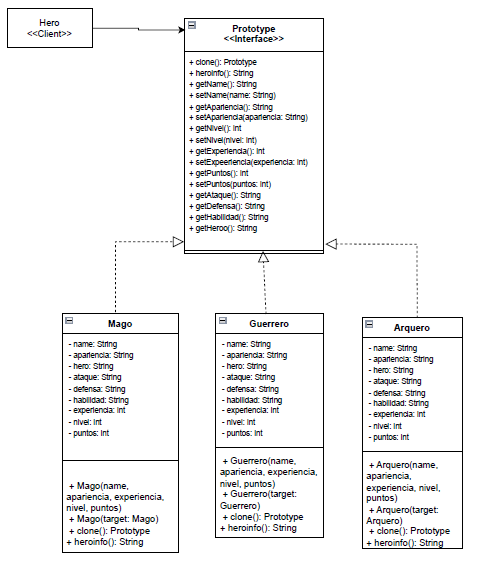 Hero
<<Client>>
Prototype
<<Interface>>
+ clone(): Prototype
+ heroinfo(): String
+ getName(): String
+ setName(name: String)
+ getApariencia(): String
+ setApariencia(apariencia: String)
+ getNivel(): int
+ setNivel(nivel: int)
+ getExperiencia(): int
+ setExpeeriencia(experiencia: int)
+ getPuntos(): int
+ setPuntos(puntos: int)
+ getAtaque(): String
+ getDefensa(): String
+ getHabilidad(): String
+ getHeroo(): String
Mago
- name: String
- apariencia: String
- hero: String
- ataque: String
- defensa: String
- habilidad: String
- experiencia: int
- nivel: int
- puntos: int
+ Mago(name,
apariencia, experiencia,
nivel, puntos)
+ Mago(target: Mago)
+ clone(): Prototype
+ heroinfo(): String
Guerrero
- name: String
- apariencia: String
- hero: String
- ataque: String
- defensa: String
- habilidad: String
- experiencia: int
- nivel: int
- puntos: int
+ Guerrero(name,
apariencia, experiencia,
nivel, puntos)
+ Guerrero(target:
Guerrero)
+ clone(): Prototype
+ heroinfo(): String
Arquero
- name: String
- apariencia: String
- hero: String
- ataque: String
- defensa: String
- habilidad: String
- experiencia: int
- nivel: int
- puntos: int
+ Arquero(name,
apariencia,
experiencia, nivel,
puntos)
+ Arquero(target:
Arquero)
+ clone(): Prototype
+ heroinfo(): String